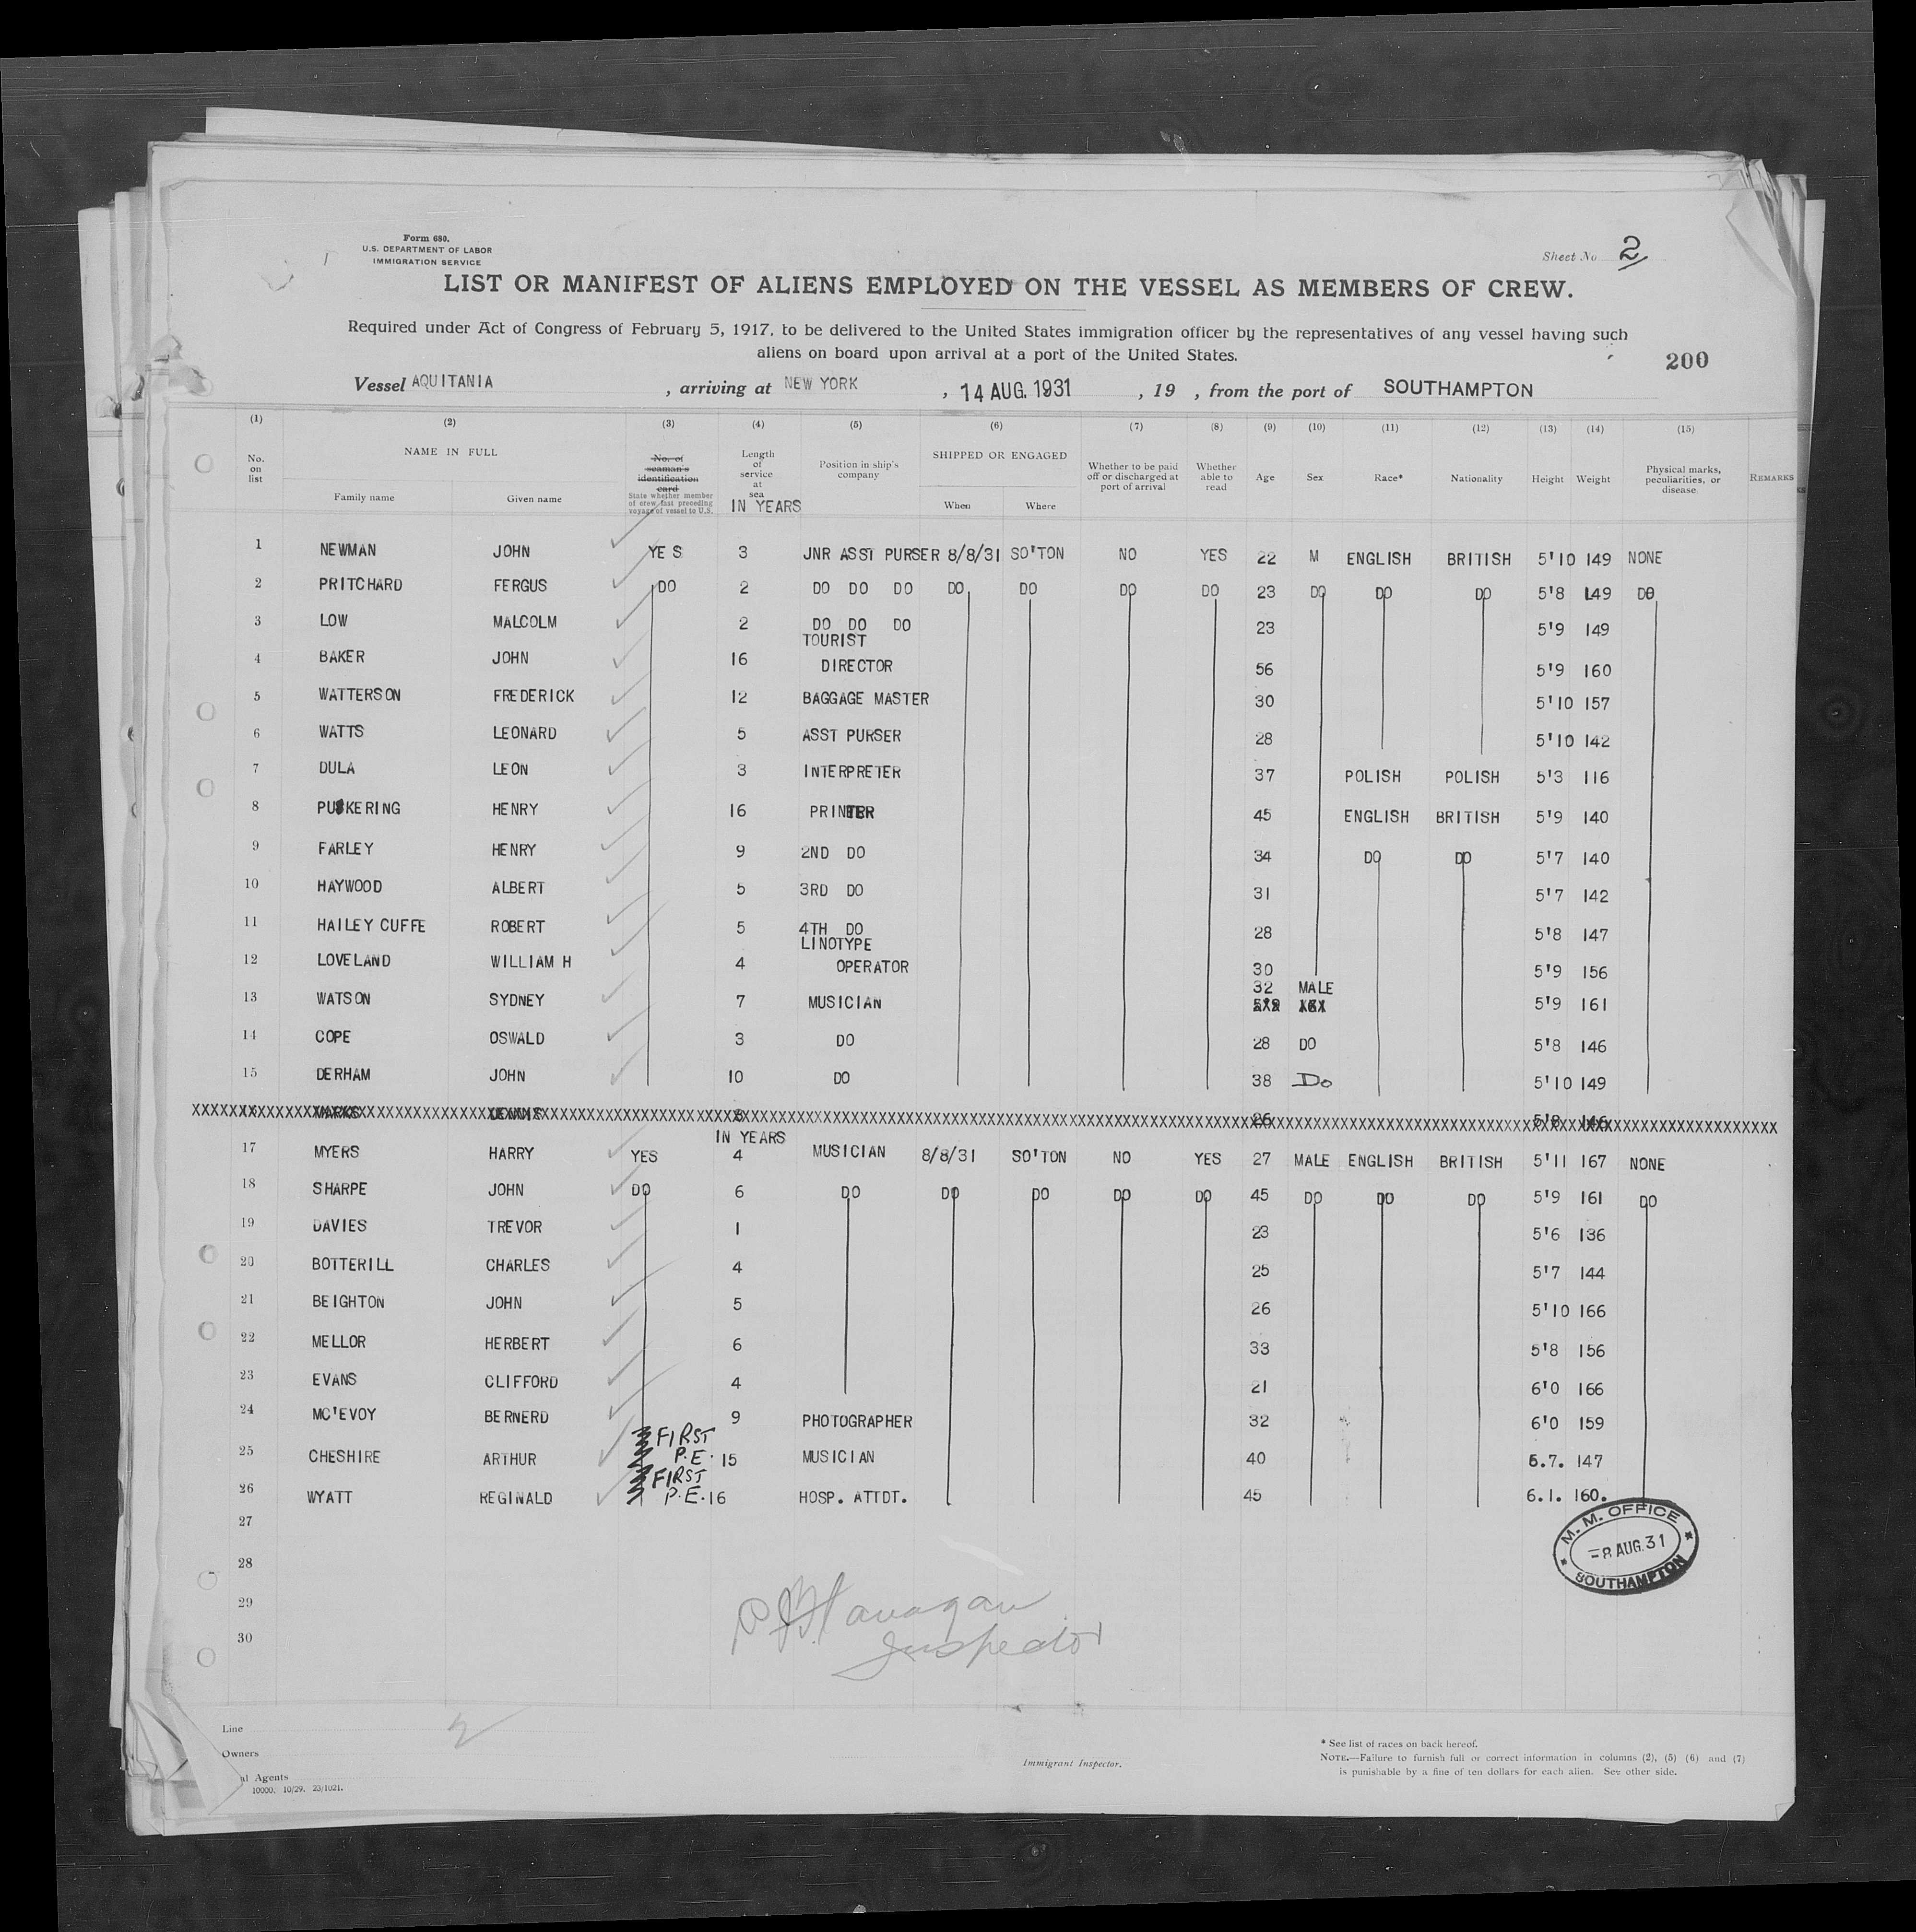 Form 680.
U.S. DEPARTMENT OF LABOR
IMMIGRATION SERVICE
Sheet No 2
LIST OR MANIFEST OF ALIENS EMPLOYED ON THE VESSEL AS MEMBERS OF CREW.
Required under Act of Congress of February 5, 1917, to be delivered to the United States immigration officer by the representatives of any vessel having such
aliens on board upon arrival at a port of the United States.
200
Vessel AQUITANIA , arriving at NEW YORK , 14 AUG. 1931 , 19 , from the port of SOUTHAMPTON
(1) (2) (3) (4) (5) (6) (7) (8) (9) (10) (11) (12) (13) (14) (15)
No. on list NAME IN FULL Family name Given name No. of seaman's identification card State whether member of crew last preceding voyage of vessel to U.S. Length of service at sea IN YEARS Position in ship's company SHIPPED OR ENGAGED When Where Whether to be paid off or discharged at port of arrival Whether able to read Age Sex Race* Nationality Height Weight Physical marks, peculiarities, or disease REMARKS
1 NEWMAN JOHN YES 3 JNR ASST PURSER 8/8/31 SO'TON NO YES 22 M ENGLISH BRITISH 5'10 149 NONE
2 PRITCHARD FERGUS DO 2 DO DO DO DO DO DO DO 23 DO DO DO 5'8 149 DO
3 LOW MALCOLM 2 DO DO DO 23 5'9 149
4 BAKER JOHN 16 TOURIST DIRECTOR 56 5'9 160
5 WATTERSON FREDERICK 12 BAGGAGE MASTER 30 5'10 157
6 WATTS LEONARD 5 ASST PURSER 28 5'10 142
7 DULA LEON 3 INTERPRETER 37 POLISH POLISH 5'3 116
8 HENRY 16 PRINTER 45 ENGLISH BRITISH 5'9 140
9 FARLEY HENRY 9 2ND DO 34 DO DO 5'7 140
10 HAYWOOD ALBERT 5 3RD DO 31 5'7 142
11 HAILEY CUFFE ROBERT 5 4TH DO 28 5'8 147
12 LOVELAND WILLIAM H 4 LINOTYPE OPERATOR 30 5'9 156
13 WATSON SYDNEY 7 MUSICIAN 32 MALE 5'9 161
14 COPE OSWALD 3 DO 28 DO 5'8 146
15 DERHAM JOHN 10 DO 38 Do 5'10 149
26 5'8 146
IN YEARS
17 MYERS HARRY YES 4 MUSICIAN 8/8/31 SO'TON NO YES 27 MALE ENGLISH BRITISH 5'11 167 NONE
18 SHARPE JOHN DO 6 DO DO DO DO DO 45 DO DO DO 5'9 161 DO
19 DAVIES TREVOR 1 23 5'6 136
20 BOTTERILL CHARLES 4 25 5'7 144
21 BEIGHTON JOHN 5 26 5'10 166
22 MELLOR HERBERT 6 33 5'8 156
23 EVANS CLIFFORD 4 21 6'0 166
24 MC'EVOY BERNERD 9 PHOTOGRAPHER 32 6'0 159
25 CHESHIRE ARTHUR FIRST P.E. 15 MUSICIAN 40 5.7. 147
26 WYATT REGINALD FIRST P.E. 16 HOSP. ATTDT. 45 6.1. 160.
27
28
29
30
M. M. OFFICE
-8 AUG. 31
SOUTHAMPTON
Flanagan
Inspector
Line
Owners
al Agents
10000. 10/29. 23/1021.
Immigrant Inspector.
* See list of races on back hereof.
NOTE.—Failure to furnish full or correct information in columns (2), (5) (6) and (7)
is punishable by a fine of ten dollars for each alien. See other side.